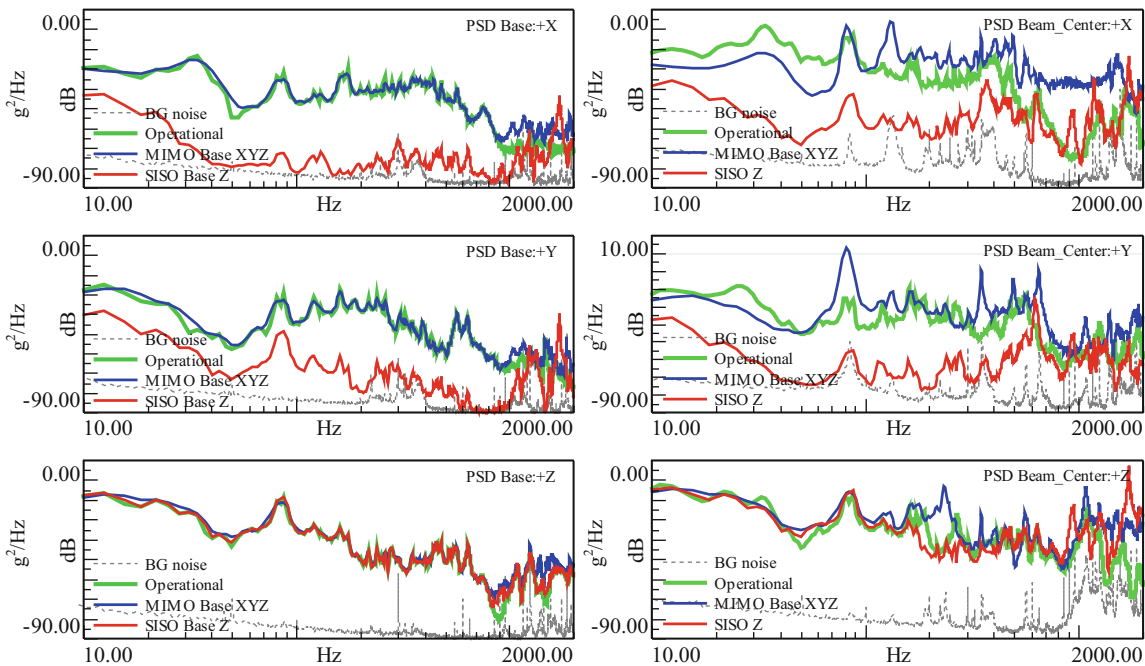 0.00
PSD Base:+X
g²/Hz
dB
BG noise
Operational
MIMO Base XYZ
SISO Base Z
-90.00
10.00
Hz
2000.00
0.00
PSD Beam_Center:+X
g²/Hz
dB
BG noise
Operational
MIMO Base XYZ
SISO Z
-90.00
10.00
Hz
2000.00
0.00
PSD Base:+Y
g²/Hz
dB
BG noise
Operational
MIMO Base XYZ
SISO Base Z
-90.00
10.00
Hz
2000.00
10.00
PSD Beam_Center:+Y
g²/Hz
dB
BG noise
Operational
MIMO Base XYZ
SISO Z
-90.00
10.00
Hz
2000.00
0.00
PSD Base:+Z
g²/Hz
dB
BG noise
Operational
MIMO Base XYZ
SISO Base Z
-90.00
10.00
Hz
2000.00
0.00
PSD Beam_Center:+Z
g²/Hz
dB
BG noise
Operational
MIMO Base XYZ
SISO Z
-90.00
10.00
Hz
2000.00